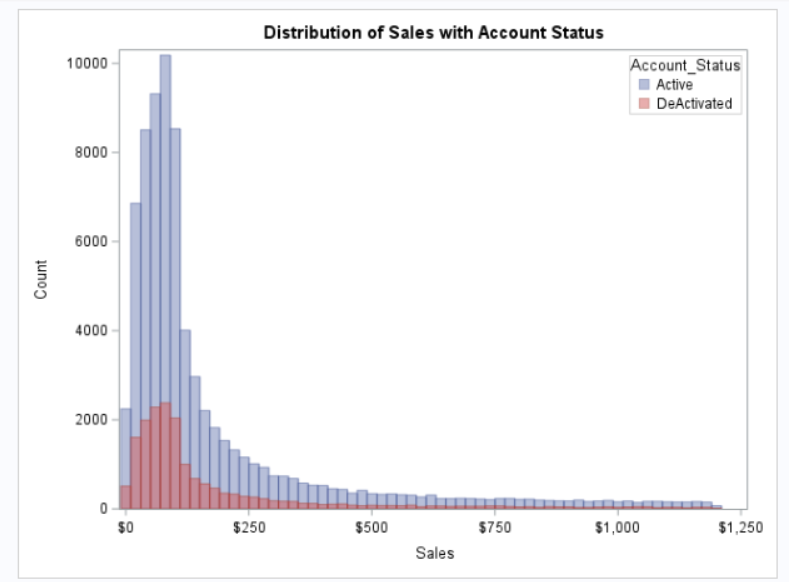 Distribution of Sales with Account Status
Account_Status
Active
DeActivated
10000
8000
6000
4000
2000
0
Count
$0 $250 $500 $750 $1,000 $1,250
Sales